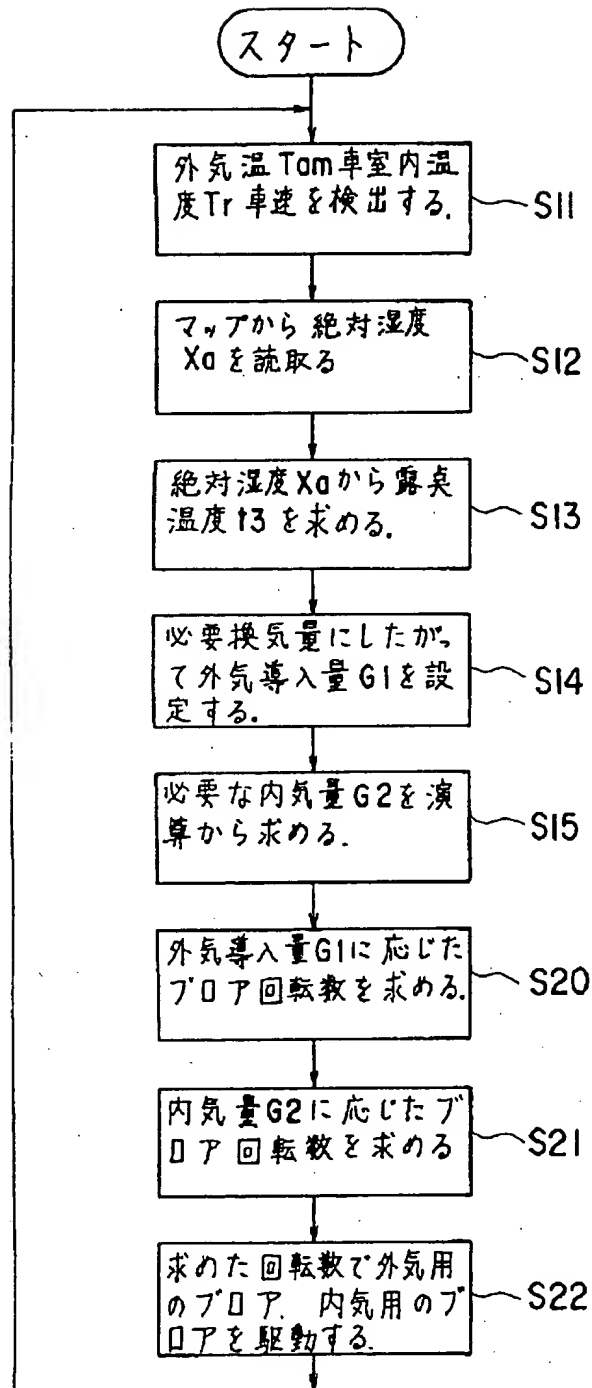 スタート
外気温Tam車室内温
度Tr車速を検出する.
S11
マップから絶対湿度
Xaを読取る
S12
絶対湿度Xaから露点
温度t3を求める.
S13
必要換気量にしたがっ
て外気導入量G1を設
定する。
S14
必要な内気量G2を演
算から求める.
S15
外気導入量G1に応じた
ブロア回転数を求める.
S20
内気量G2に応じたブ
ロア回転数を求める
S21
求めた回転数で外気用
のブロア、内気用のブ
ロアを駆動する.
S22